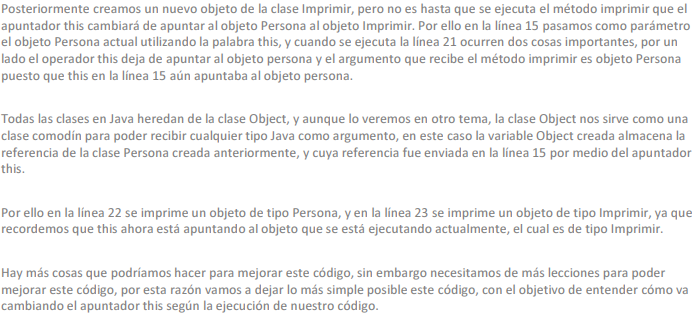 Posteriormente creamos un nuevo objeto de la clase Imprimir, pero no es hasta que se ejecuta el método imprimir que el
apuntador this cambiará de apuntar al objeto Persona al objeto Imprimir. Por ello en la línea 15 pasamos como parámetro
el objeto Persona actual utilizando la palabra this, y cuando se ejecuta la línea 21 ocurren dos cosas importantes, por un
lado el operador this deja de apuntar al objeto persona y el argumento que recibe el método imprimir es objeto Persona
puesto que this en la línea 15 aún apuntaba al objeto persona.
Todas las clases en Java heredan de la clase Object, y aunque lo veremos en otro tema, la clase Object nos sirve como una
clase comodín para poder recibir cualquier tipo Java como argumento, en este caso la variable Object creada almacena la
referencia de la clase Persona creada anteriormente, y cuya referencia fue enviada en la línea 15 por medio del apuntador
this.
Por ello en la línea 22 se imprime un objeto de tipo Persona, y en la línea 23 se imprime un objeto de tipo Imprimir, ya que
recordemos que this ahora está apuntando al objeto que se está ejecutando actualmente, el cual es de tipo Imprimir.
Hay más cosas que podríamos hacer para mejorar este código, sin embargo necesitamos de más lecciones para poder
mejorar este código, por esta razón vamos a dejar lo más simple posible este código, con el objetivo de entender cómo va
cambiando el apuntador this según la ejecución de nuestro código.